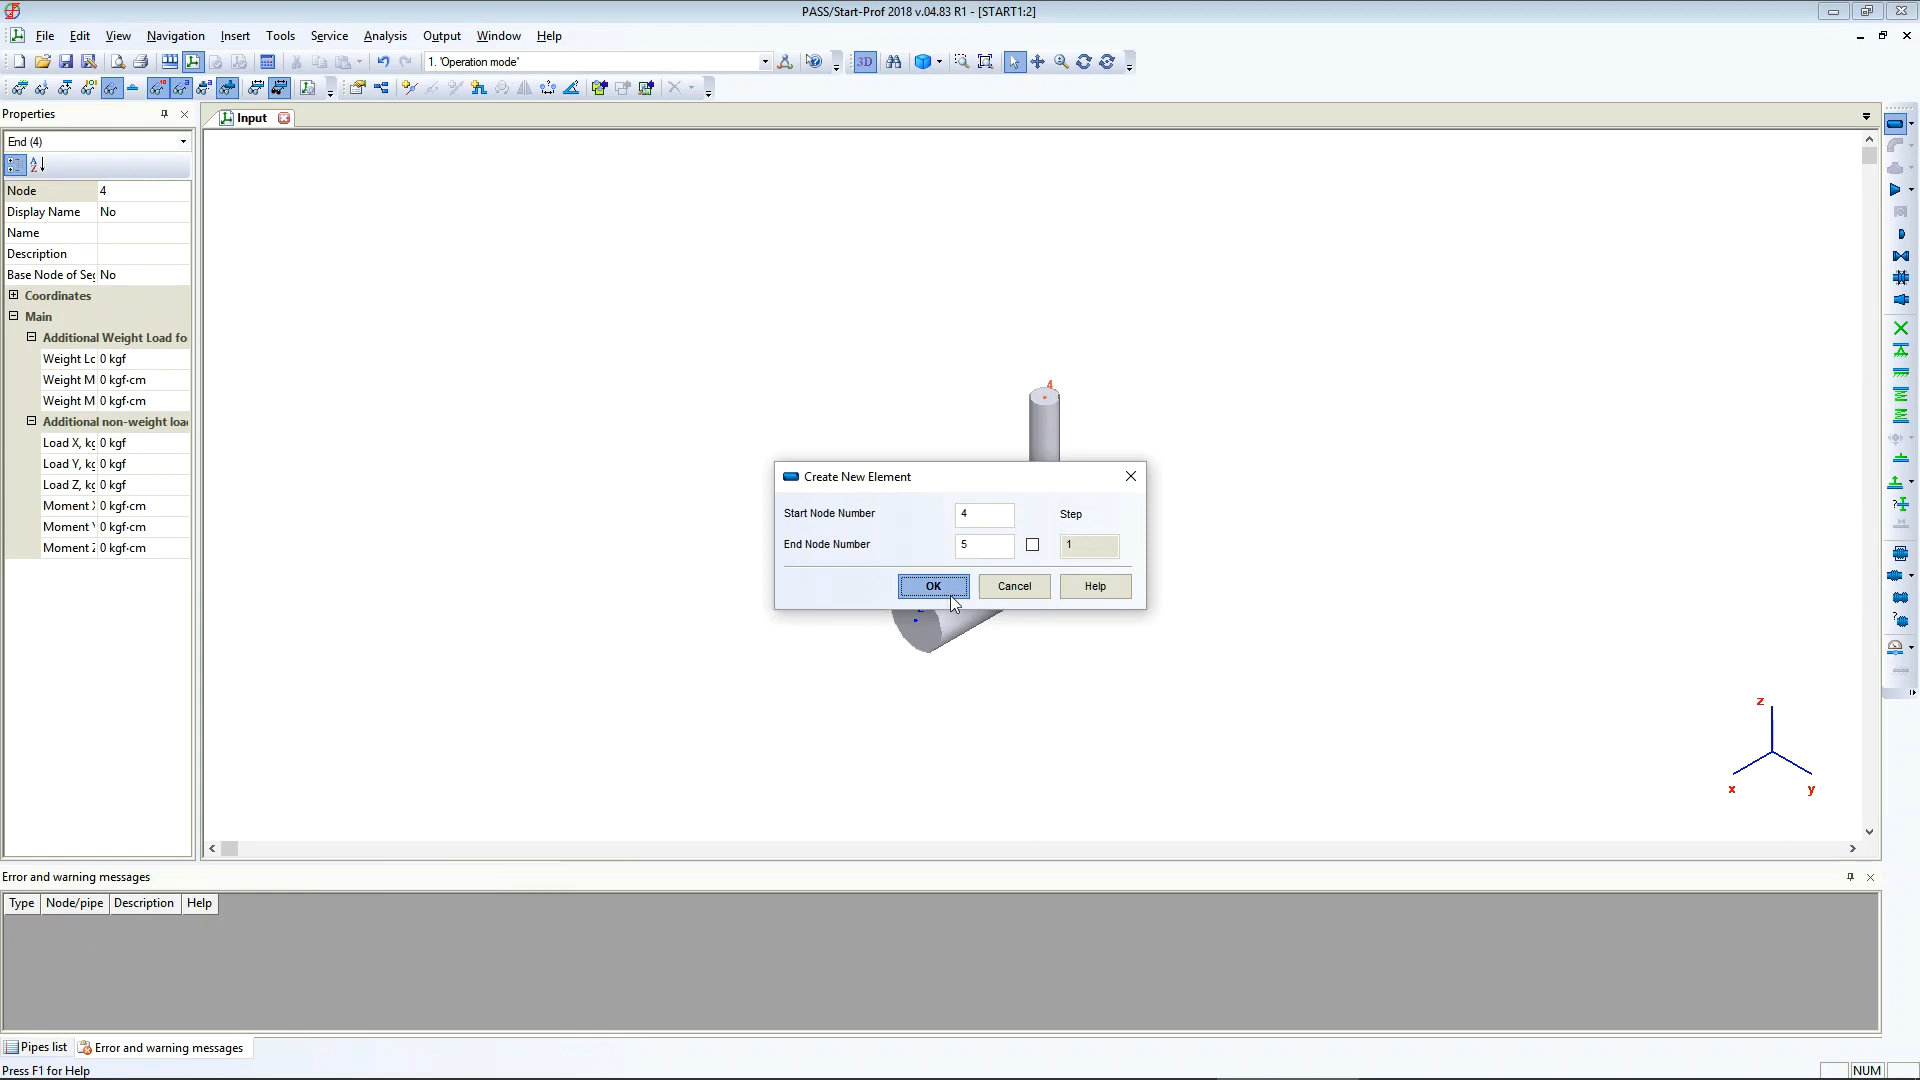 PASS/Start-Prof 2018 v.04.83 R1 - [START1:2]
File Edit View Navigation Insert Tools Service Analysis Output Window Help
1. 'Operation mode'
3D
Properties
Input
End (4)
Node 4
Display Name No
Name
Description
Base Node of Seg No
Coordinates
Main
Additional Weight Load fo
Weight Lc 0 kgf
Weight M 0 kgf·cm
Weight M 0 kgf·cm
Additional non-weight loa
Load X, kg 0 kgf
Load Y, kg 0 kgf
Load Z, kg 0 kgf
Moment X 0 kgf·cm
Moment Y 0 kgf·cm
Moment Z 0 kgf·cm
4
Create New Element
Start Node Number 4 Step
End Node Number 5 1
OK Cancel Help
z
x y
Error and warning messages
Type Node/pipe Description Help
Pipes list Error and warning messages
Press F1 for Help NUM